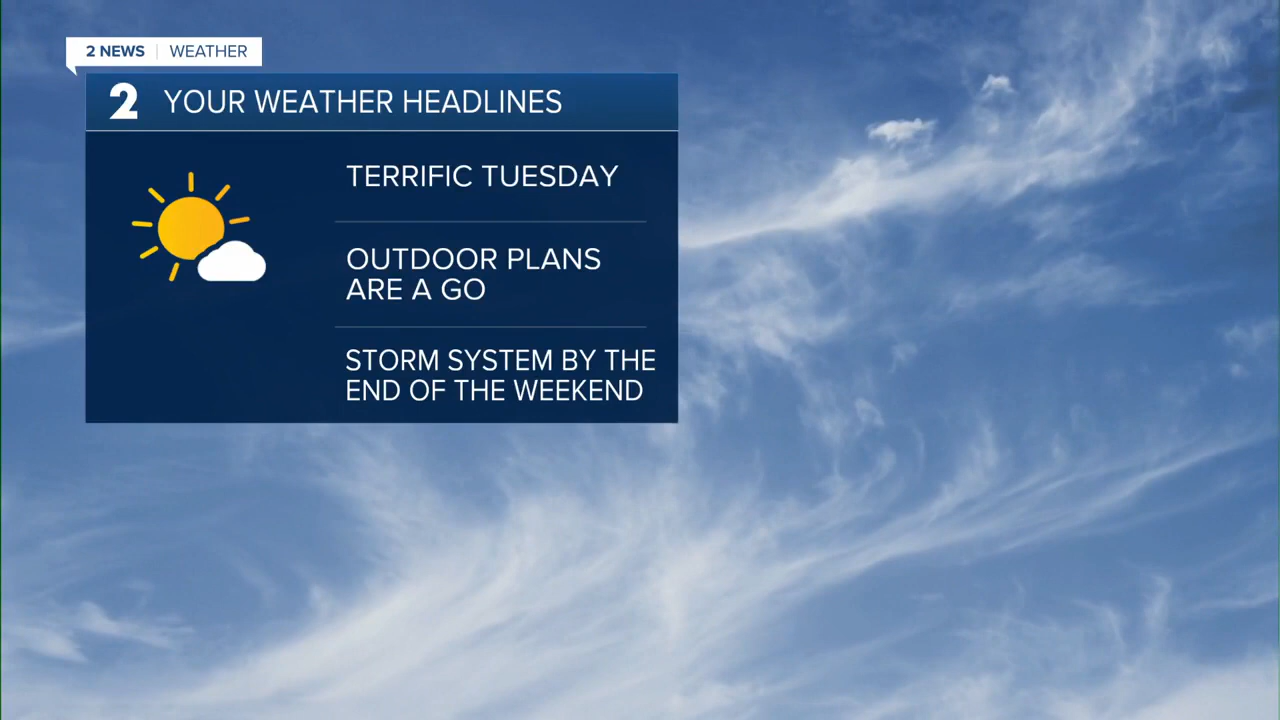 2 NEWS | WEATHER
2 YOUR WEATHER HEADLINES
TERRIFIC TUESDAY
OUTDOOR PLANS
ARE A GO
STORM SYSTEM BY THE
END OF THE WEEKEND